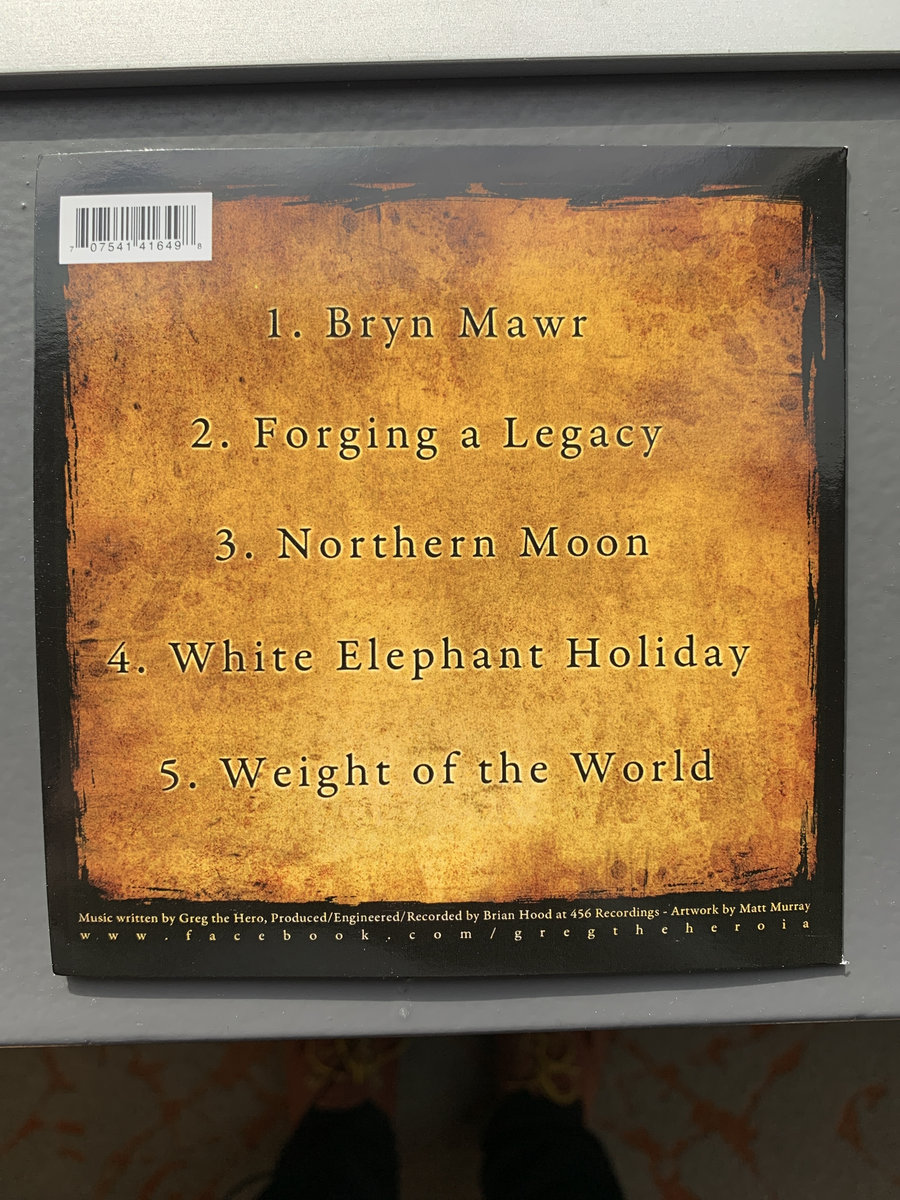 7 07541 41649 8
1. Bryn Mawr
2. Forging a Legacy
3. Northern Moon
4. White Elephant Holiday
5. Weight of the World
Music written by Greg the Hero, Produced/Engineered/Recorded by Brian Hood at 456 Recordings - Artwork by Matt Murray
www.facebook.com/gregtheheroia